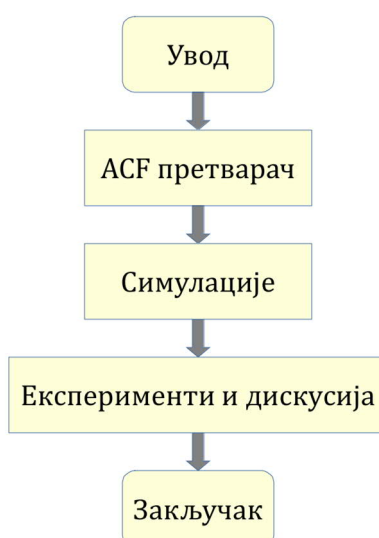 Увод
ACF претварач
Симулације
Експерименти и дискусија
Закључак